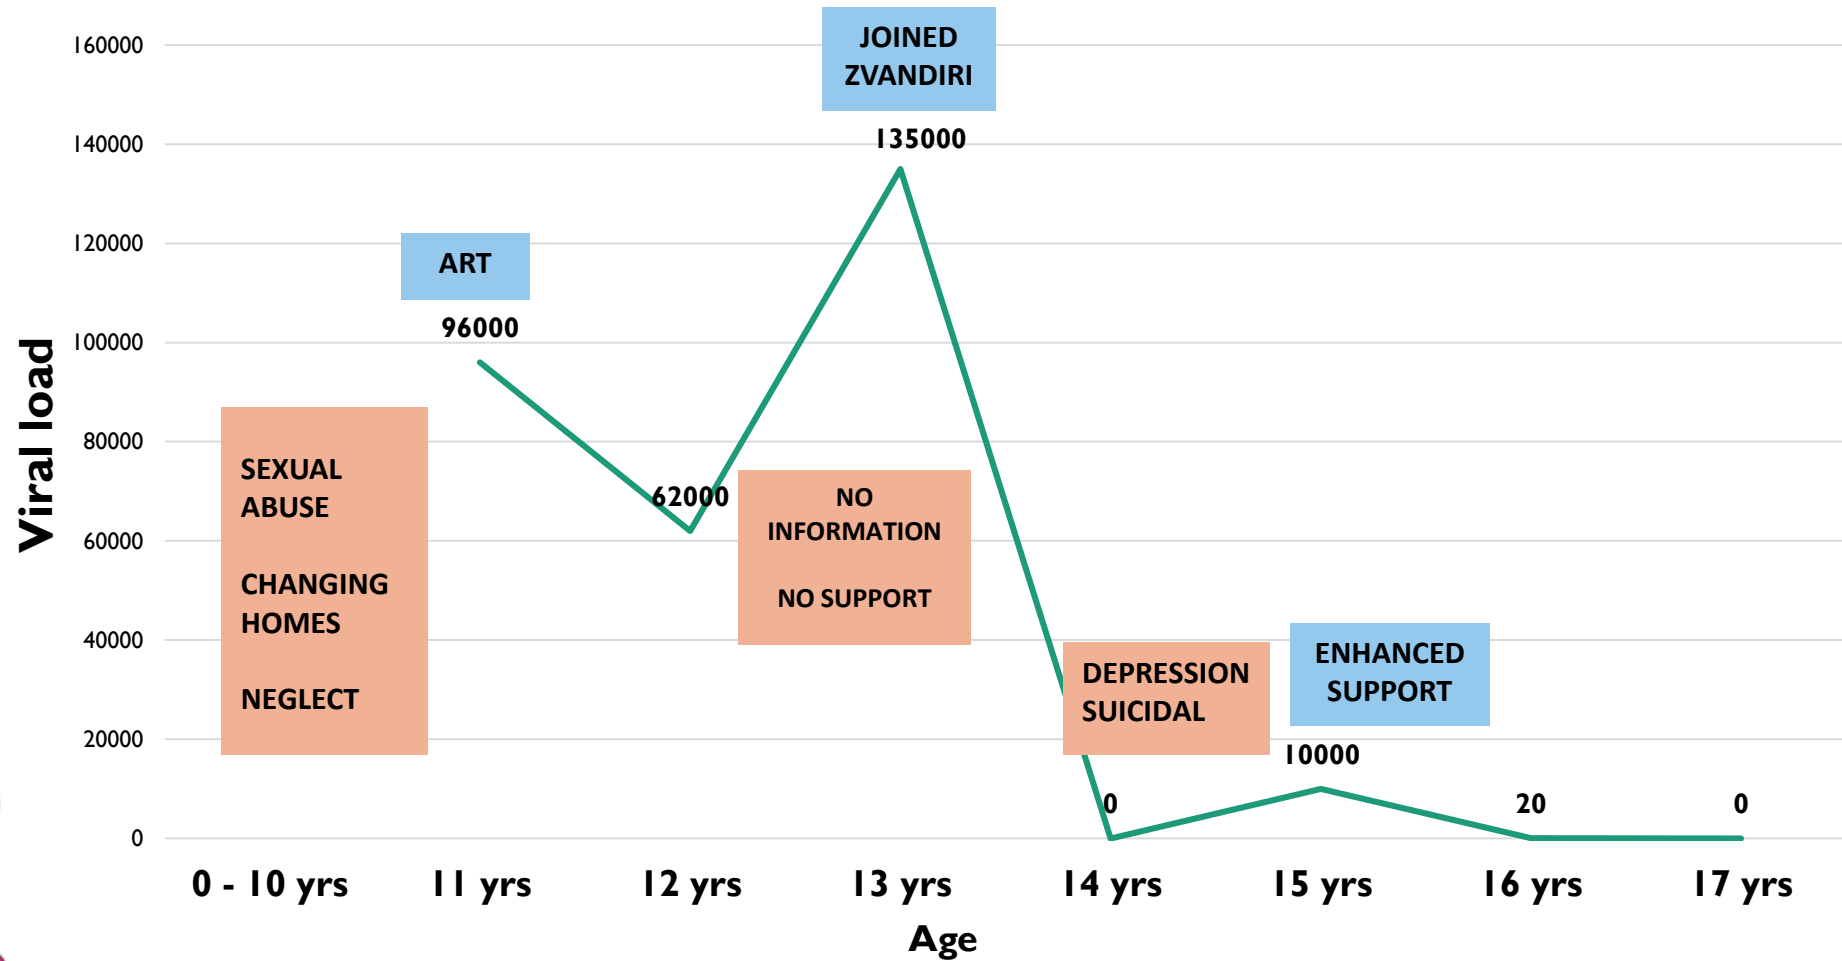 JOINED
ZVANDIRI
160000
140000
120000
100000
80000
60000
40000
20000
0
Viral load
135000
ART
96000
SEXUAL
ABUSE
CHANGING
HOMES
NEGLECT
62000
NO
INFORMATION
NO SUPPORT
DEPRESSION
SUICIDAL
ENHANCED
SUPPORT
10000
0
20
0
0 - 10 yrs
11 yrs
12 yrs
13 yrs
14 yrs
15 yrs
16 yrs
17 yrs
Age